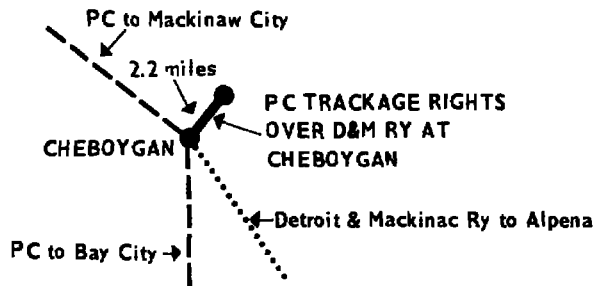 PC to Mackinaw City
2.2 miles
PC TRACKAGE RIGHTS
OVER D&M RY AT
CHEBOYGAN
CHEBOYGAN
Detroit & Mackinac Ry to Alpena
PC to Bay City